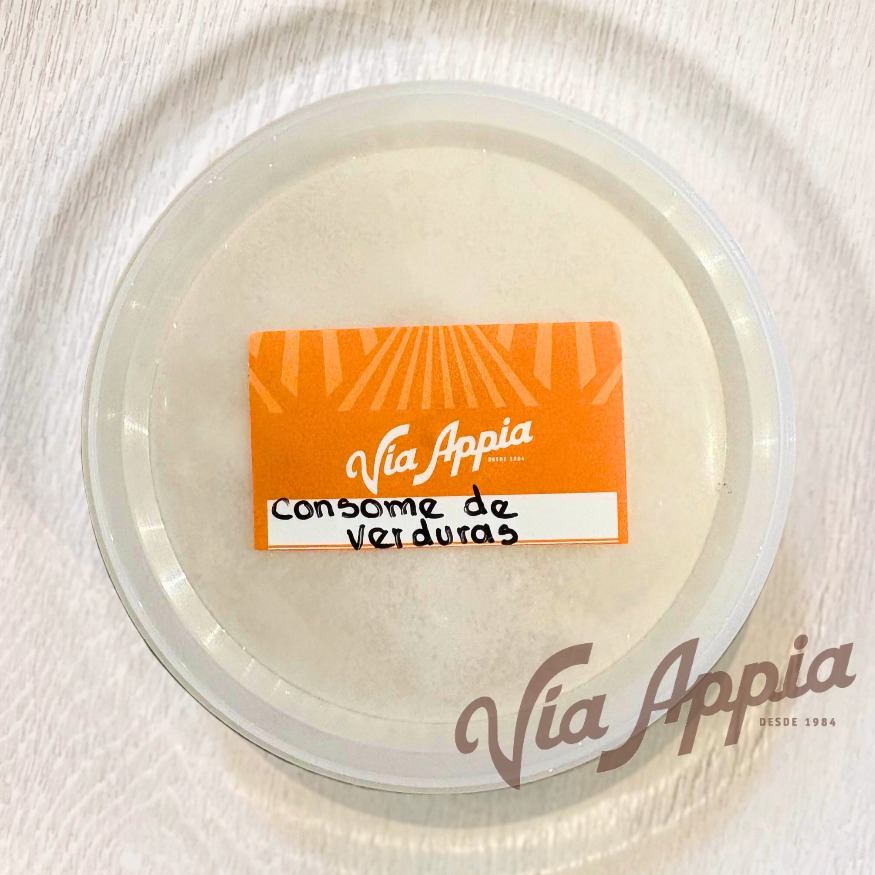 Via Appia
DESDE 1984
Consome de
verduras
Via Appia
DESDE 1984